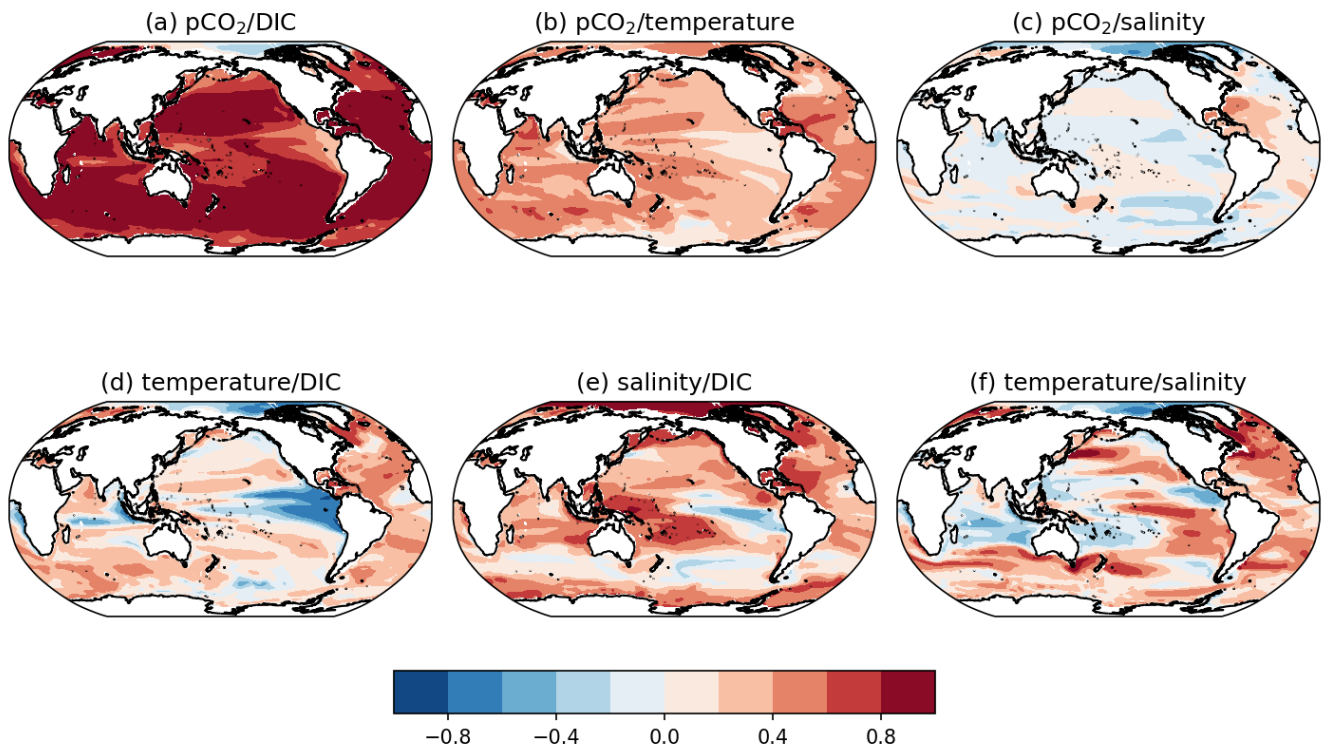 (a) pCO₂/DIC
(b) pCO₂/temperature
(c) pCO₂/salinity
(d) temperature/DIC
(e) salinity/DIC
(f) temperature/salinity
−0.8 −0.4 0.0 0.4 0.8